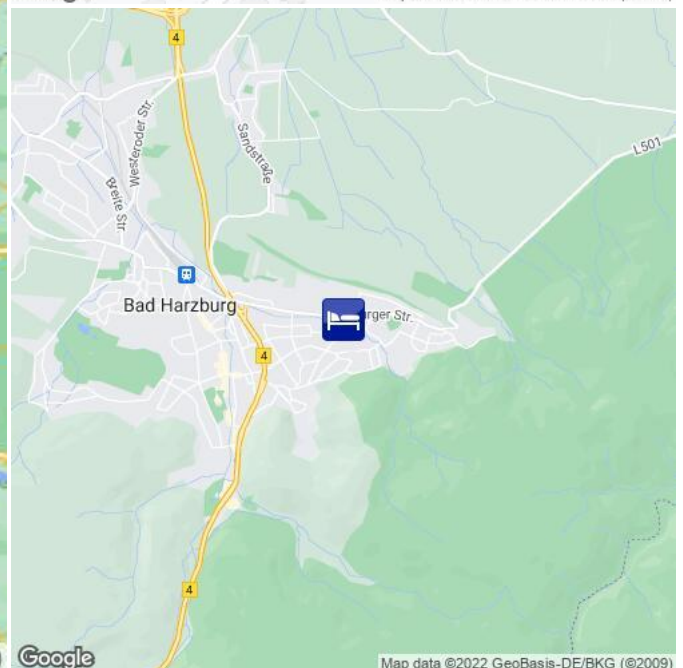 4
Westeroder Str.
Sandstraße
L501
Breite Str
Bad Harzburg
urger Str.
4
4
Google
Map data ©2022 GeoBasis-DE/BKG (©2009)